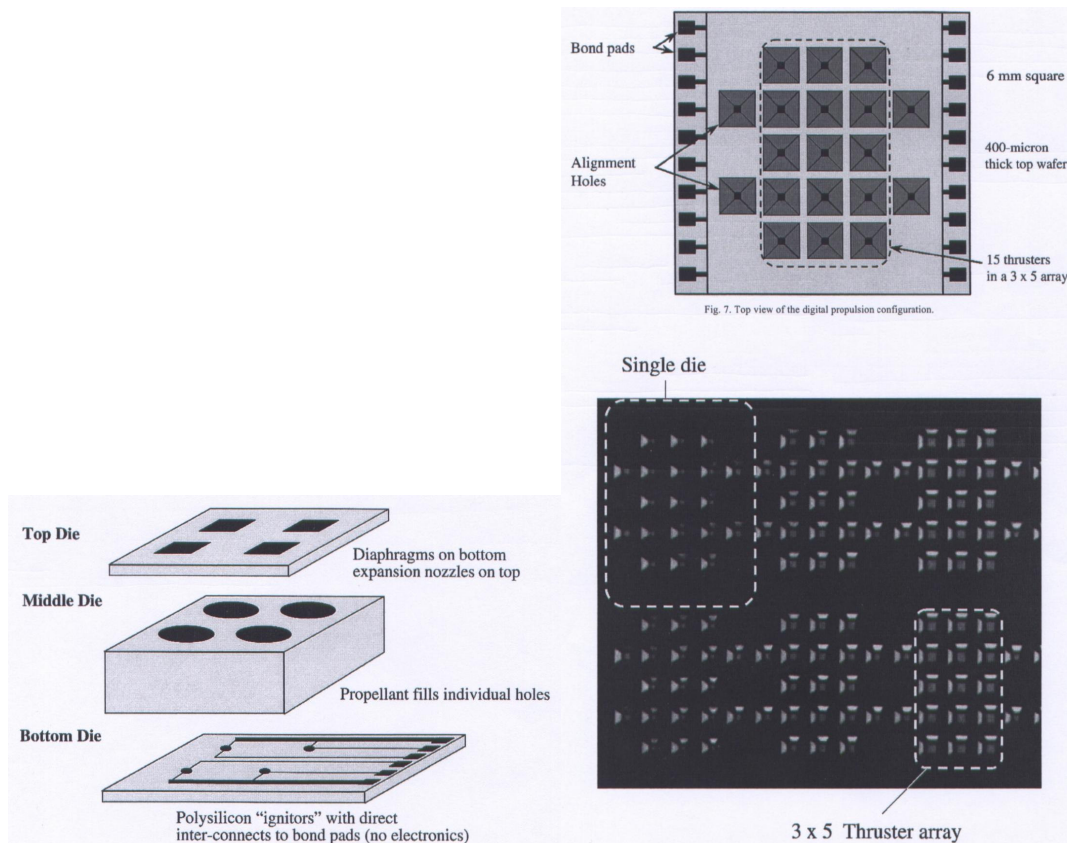 Bond pads
6 mm square
400-micron
thick top wafer
Alignment
Holes
15 thrusters
in a 3 x 5 array
Fig. 7. Top view of the digital propulsion configuration.
Single die
3 x 5 Thruster array
Top Die
Diaphragms on bottom
expansion nozzles on top
Middle Die
Propellant fills individual holes
Bottom Die
Polysilicon “ignitors” with direct
inter-connects to bond pads (no electronics)